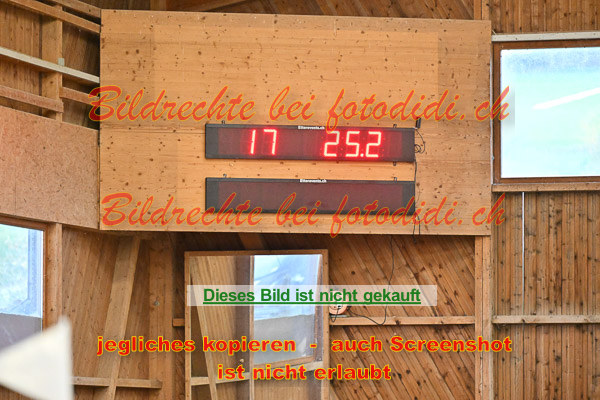 Bildrechte bei fotodidi.ch
17 25.2
Bildrechte bei fotodidi.ch
Dieses Bild ist nicht gekauft
jegliches kopieren - auch Screenshot
ist nicht erlaubt